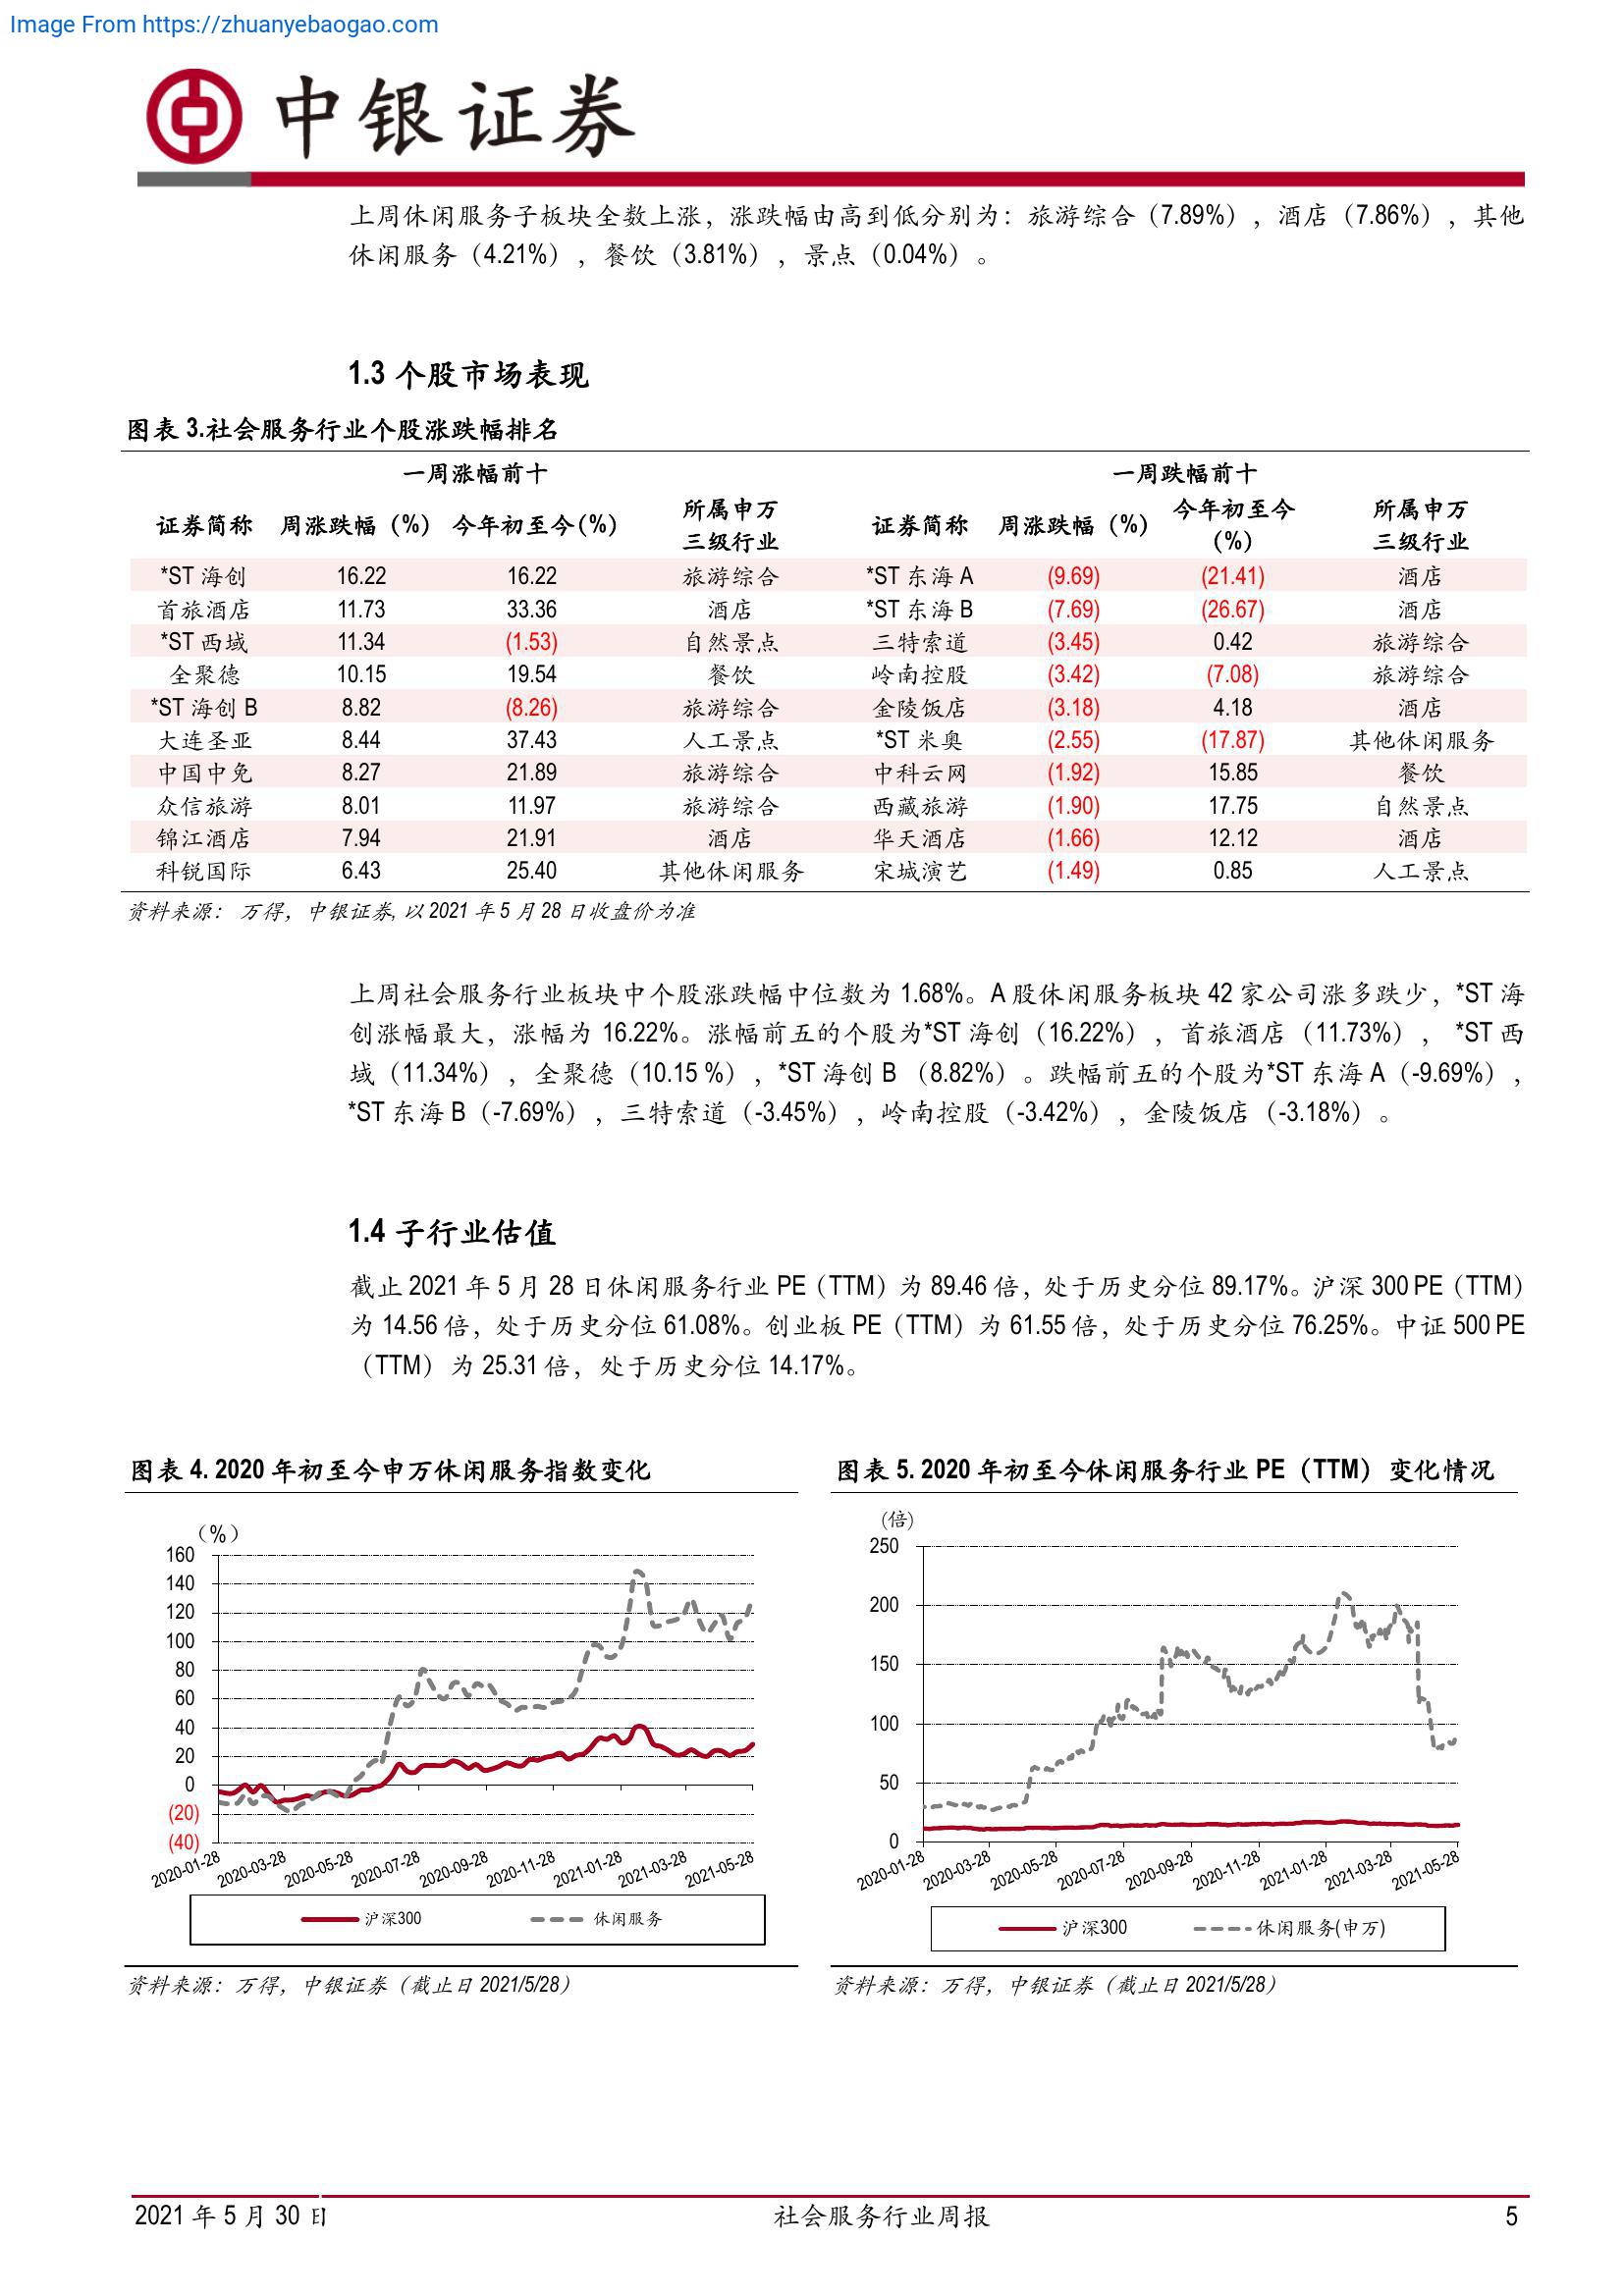 Image From https://zhuanyebaogao.com
中银证券
上周休闲服务子板块全数上涨，涨跌幅由高到低分别为：旅游综合（7.89%），酒店（7.86%），其他
休闲服务（4.21%），餐饮（3.81%），景点（0.04%）。
1.3 个股市场表现
图表 3.社会服务行业个股涨跌幅排名
一周涨幅前十 一周跌幅前十
证券简称 周涨跌幅（%） 今年初至今(%) 所属申万三级行业 证券简称 周涨跌幅（%） 今年初至今(%) 所属申万三级行业
*ST 海创 16.22 16.22 旅游综合 *ST 东海 A (9.69) (21.41) 酒店
首旅酒店 11.73 33.36 酒店 *ST 东海 B (7.69) (26.67) 酒店
*ST 西域 11.34 (1.53) 自然景点 三特索道 (3.45) 0.42 旅游综合
全聚德 10.15 19.54 餐饮 岭南控股 (3.42) (7.08) 旅游综合
*ST 海创 B 8.82 (8.26) 旅游综合 金陵饭店 (3.18) 4.18 酒店
大连圣亚 8.44 37.43 人工景点 *ST 米奥 (2.55) (17.87) 其他休闲服务
中国中免 8.27 21.89 旅游综合 中科云网 (1.92) 15.85 餐饮
众信旅游 8.01 11.97 旅游综合 西藏旅游 (1.90) 17.75 自然景点
锦江酒店 7.94 21.91 酒店 华天酒店 (1.66) 12.12 酒店
科锐国际 6.43 25.40 其他休闲服务 宋城演艺 (1.49) 0.85 人工景点
资料来源： 万得，中银证券, 以 2021 年 5 月 28 日收盘价为准
上周社会服务行业板块中个股涨跌幅中位数为 1.68%。A 股休闲服务板块 42 家公司涨多跌少，*ST 海
创涨幅最大，涨幅为 16.22%。涨幅前五的个股为*ST 海创（16.22%），首旅酒店（11.73%）， *ST 西
域（11.34%），全聚德（10.15 %），*ST 海创 B （8.82%）。跌幅前五的个股为*ST 东海 A（-9.69%），
*ST 东海 B（-7.69%），三特索道（-3.45%），岭南控股（-3.42%），金陵饭店（-3.18%）。
1.4 子行业估值
截止 2021 年 5 月 28 日休闲服务行业 PE（TTM）为 89.46 倍，处于历史分位 89.17%。沪深 300 PE（TTM）
为 14.56 倍，处于历史分位 61.08%。创业板 PE（TTM）为 61.55 倍，处于历史分位 76.25%。中证 500 PE
（TTM）为 25.31 倍，处于历史分位 14.17%。
图表 4. 2020 年初至今申万休闲服务指数变化
（%）
160
140
120
100
80
60
40
20
0
(20)
(40)
2020-01-28 2020-03-28 2020-05-28 2020-07-28 2020-09-28 2020-11-28 2021-01-28 2021-03-28 2021-05-28
沪深300 休闲服务
资料来源：万得，中银证券（截止日 2021/5/28）
图表 5. 2020 年初至今休闲服务行业 PE（TTM）变化情况
(倍)
250
200
150
100
50
0
2020-01-28 2020-03-28 2020-05-28 2020-07-28 2020-09-28 2020-11-28 2021-01-28 2021-03-28 2021-05-28
沪深300 休闲服务(申万)
资料来源：万得，中银证券（截止日 2021/5/28）
2021 年 5 月 30 日 社会服务行业周报 5